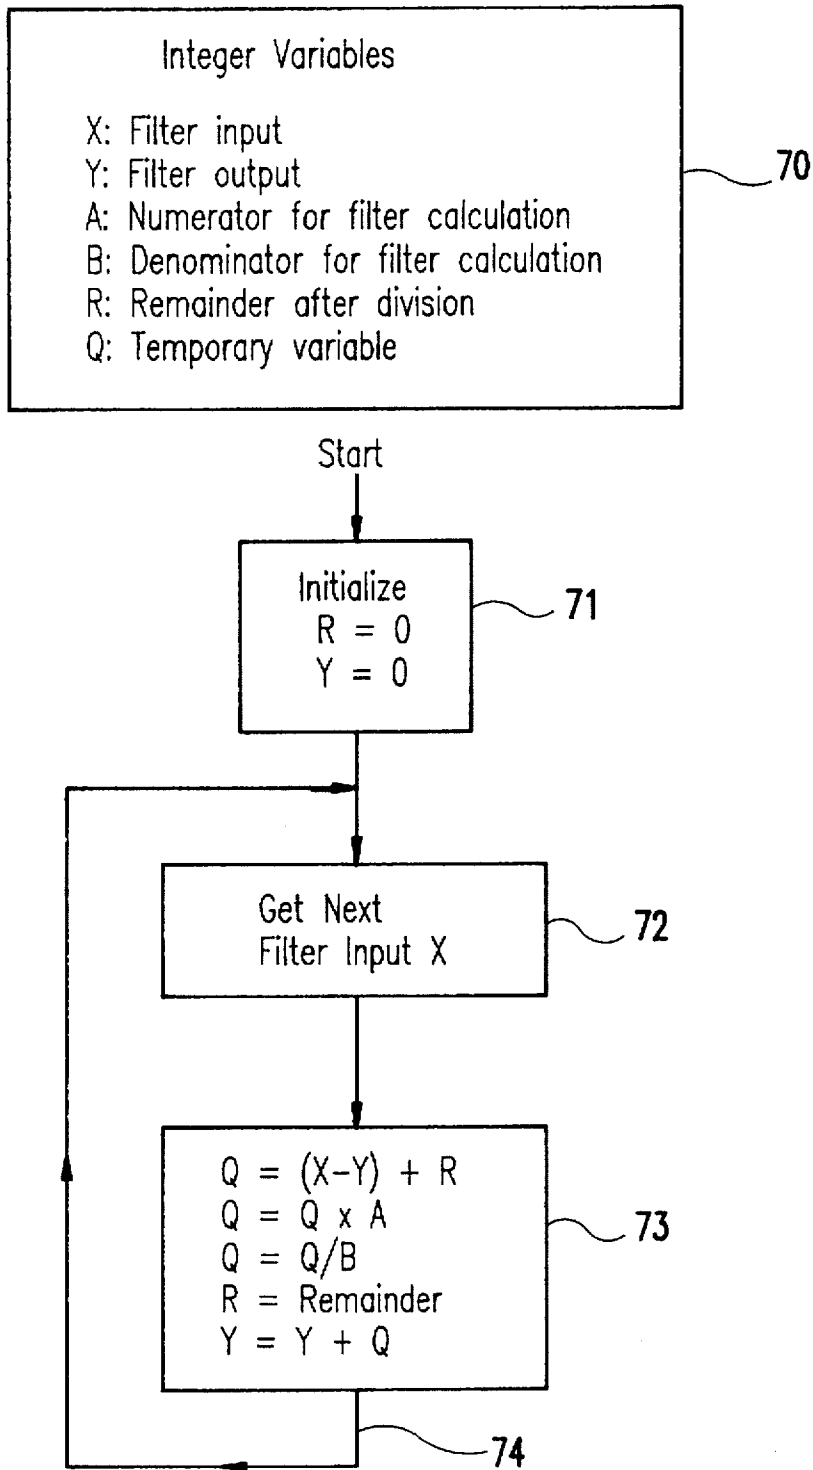 Integer Variables
X: Filter input
Y: Filter output
A: Numerator for filter calculation
B: Denominator for filter calculation
R: Remainder after division
Q: Temporary variable
70
Start
Initialize
R = 0
Y = 0
71
Get Next
Filter Input X
72
Q = (X-Y) + R
Q = Q x A
Q = Q/B
R = Remainder
Y = Y + Q
73
74